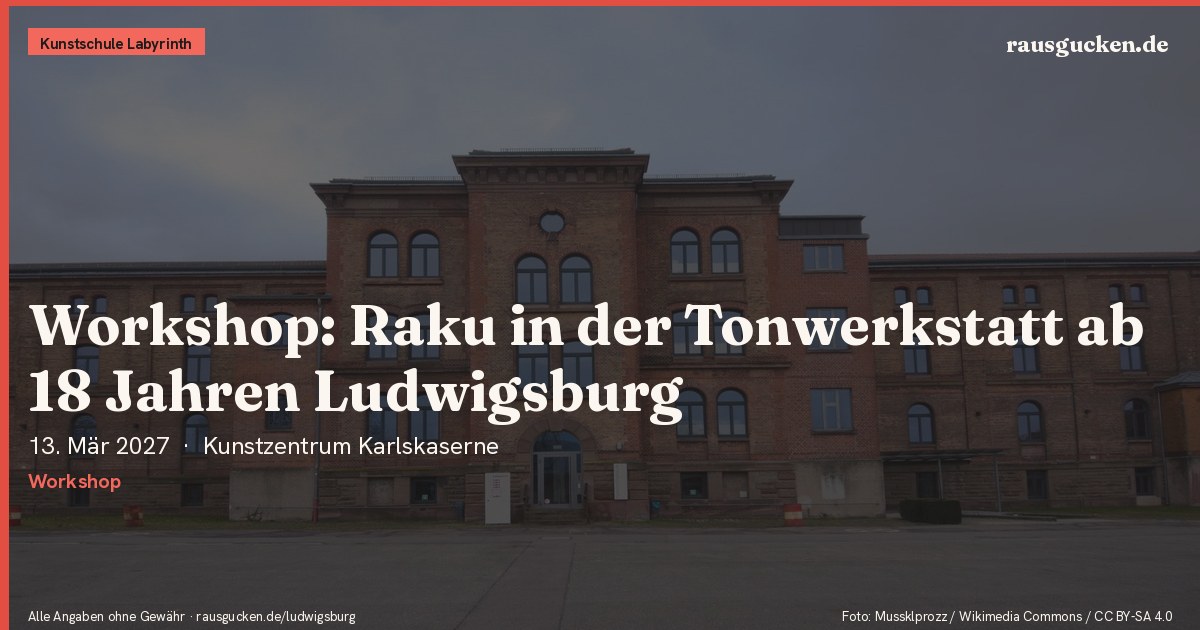 Kunstschule Labyrinth
rausgucken.de
Workshop: Raku in der Tonwerkstatt ab
18 Jahren Ludwigsburg
13. Mär 2027 · Kunstzentrum Karlskaserne
Workshop
Alle Angaben ohne Gewähr · rausgucken.de/ludwigsburg
Foto: Mussklprozz / Wikimedia Commons / CC BY-SA 4.0